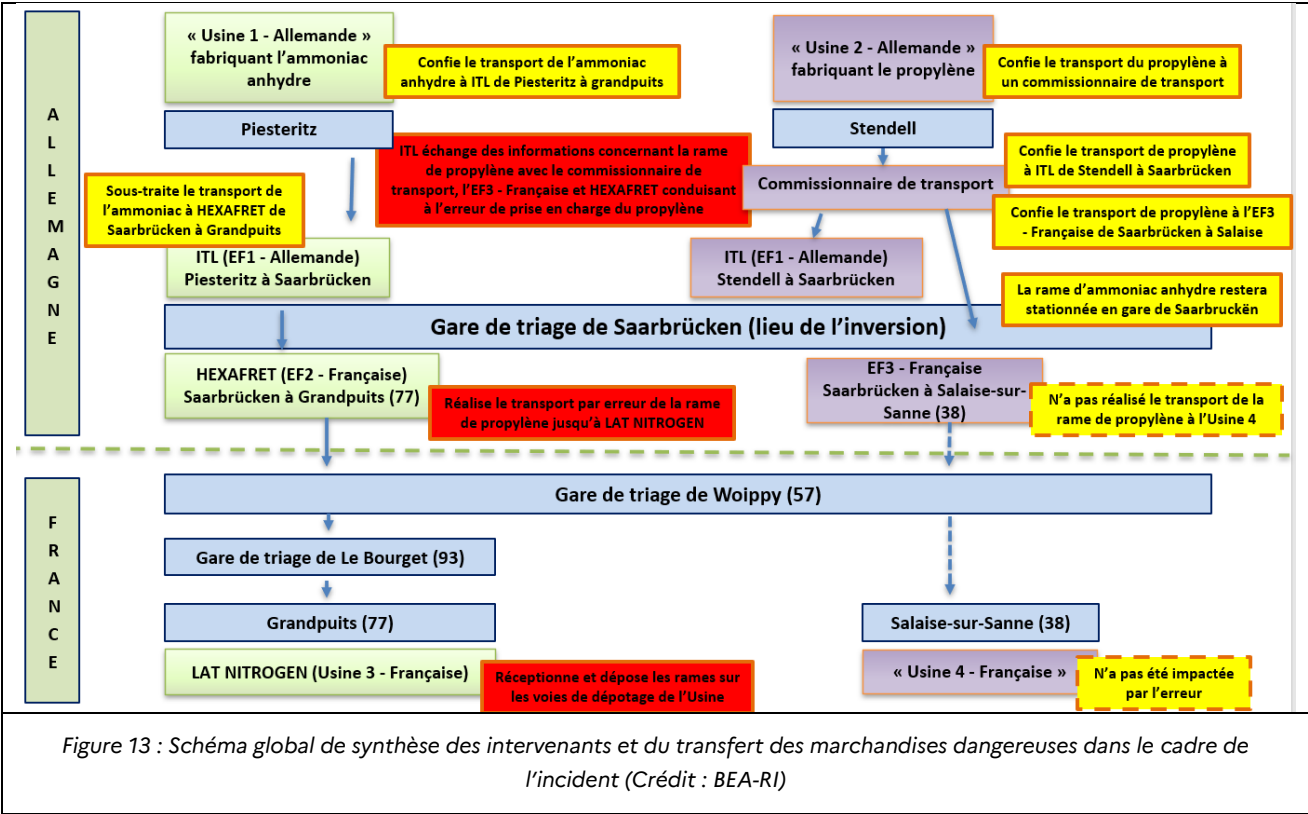 ALLEMAGNE
« Usine 1 - Allemande »
fabriquant l'ammoniac
anhydre
Confie le transport de l'ammoniac
anhydre à ITL de Piesteritz à grandpuits
« Usine 2 - Allemande »
fabriquant le propylène
Confie le transport du propylène à
un commissionnaire de transport
Piesteritz
Stendell
ITL échange des informations concernant la rame
de propylène avec le commissionnaire de
transport, l'EF3 - Française et HEXAFRET conduisant
à l'erreur de prise en charge du propylène
Commissionnaire de transport
Confie le transport de propylène
à ITL de Stendell à Saarbrücken
Sous-traite le transport de
l'ammoniac à HEXAFRET de
Saarbrücken à Grandpuits
Confie le transport de propylène à l'EF3
- Française de Saarbrücken à Salaise
ITL (EF1 - Allemande)
Piesteritz à Saarbrücken
ITL (EF1 - Allemande)
Stendell à Saarbrücken
La rame d'ammoniac anhydre restera
stationnée en gare de Saarbruckën
Gare de triage de Saarbrücken (lieu de l'inversion)
HEXAFRET (EF2 - Française)
Saarbrücken à Grandpuits (77)
Réalise le transport par erreur de la rame
de propylène jusqu'à LAT NITROGEN
EF3 - Française
Saarbrücken à Salaise-sur-
Sanne (38)
N'a pas réalisé le transport de la
rame de propylène à l'Usine 4
FRANCE
Gare de triage de Woippy (57)
Gare de triage de Le Bourget (93)
Grandpuits (77)
Salaise-sur-Sanne (38)
LAT NITROGEN (Usine 3 - Française)
Réceptionne et dépose les rames sur
les voies de dépotage de l'Usine
« Usine 4 - Française »
N'a pas été impactée
par l'erreur
Figure 13 : Schéma global de synthèse des intervenants et du transfert des marchandises dangereuses dans le cadre de
l'incident (Crédit : BEA-RI)